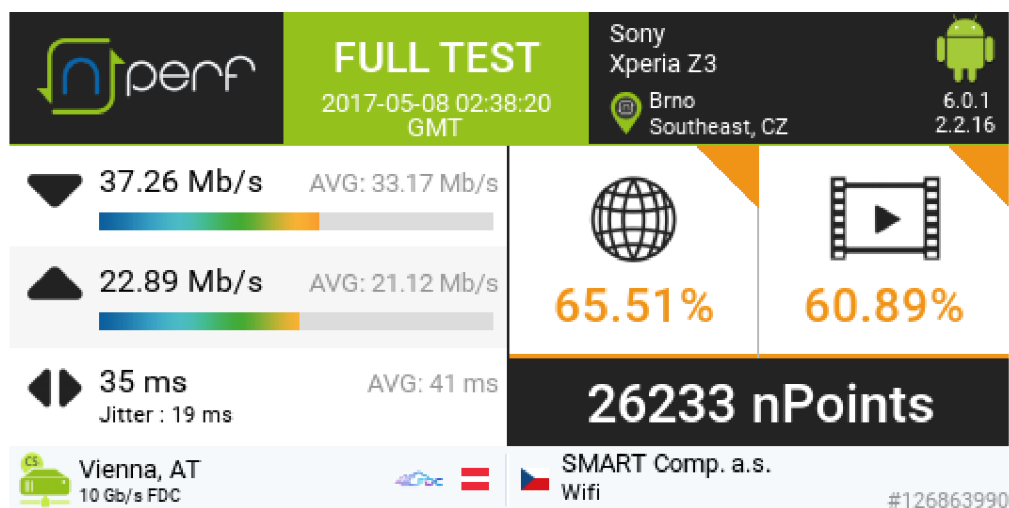 nperf
FULL TEST
2017-05-08 02:38:20
GMT
Sony
Xperia Z3
Brno
Southeast, CZ
6.0.1
2.2.16
37.26 Mb/s AVG: 33.17 Mb/s
22.89 Mb/s AVG: 21.12 Mb/s
35 ms AVG: 41 ms
Jitter : 19 ms
65.51%
60.89%
26233 nPoints
CS
Vienna, AT
10 Gb/s FDC
FDC
SMART Comp. a.s.
Wifi
#126863990